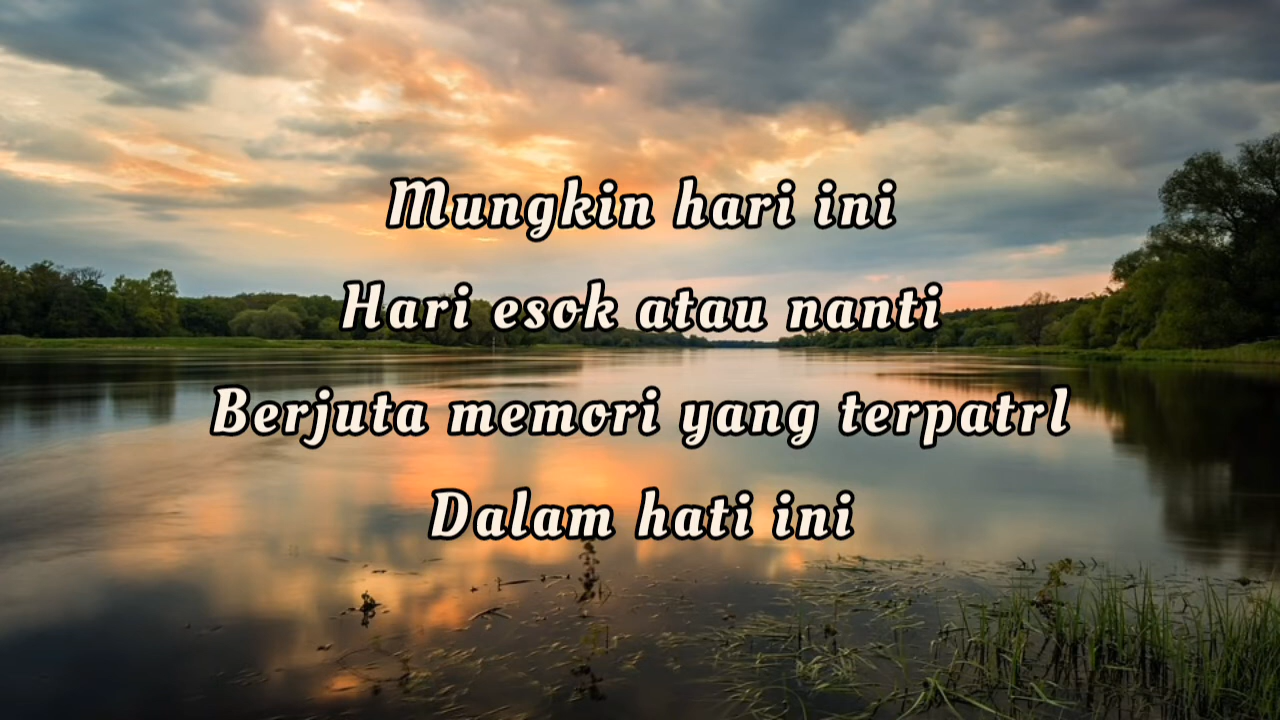 Mungkin hari ini
Hari esok atau nanti
Berjuta memori yang terpatrl
Dalam hati ini